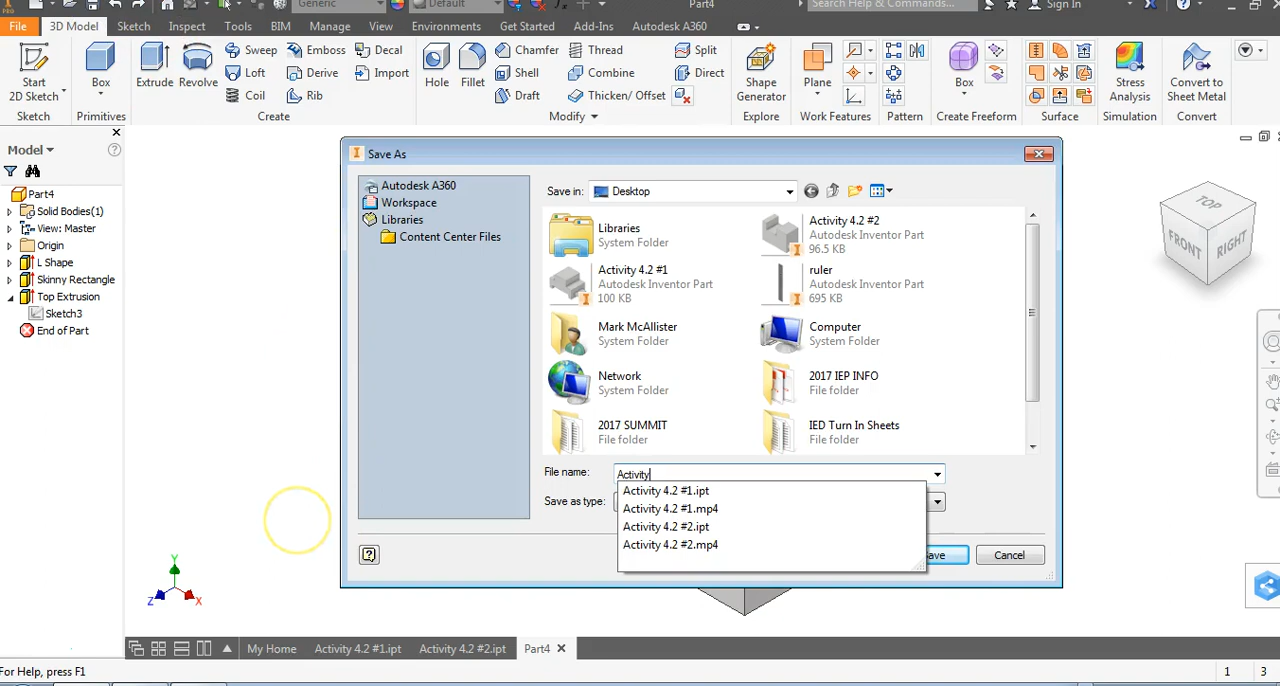 Generic
Default
Part4
Search Help & Commands...
Sign In
File
3D Model
Sketch
Inspect
Tools
BIM
Manage
View
Environments
Get Started
Add-Ins
Autodesk A360
Start
2D Sketch
Box
Extrude
Revolve
Sweep
Loft
Coil
Emboss
Derive
Rib
Decal
Import
Hole
Fillet
Chamfer
Shell
Draft
Thread
Combine
Thicken/ Offset
Split
Direct
Shape
Generator
Plane
Box
Stress
Analysis
Convert to
Sheet Metal
Sketch
Primitives
Create
Modify
Explore
Work Features
Pattern
Create Freeform
Surface
Simulation
Convert
Model
Part4
Solid Bodies(1)
View: Master
Origin
L Shape
Skinny Rectangle
Top Extrusion
Sketch3
End of Part
Save As
Autodesk A360
Workspace
Libraries
Content Center Files
Save in:
Desktop
Libraries
System Folder
Activity 4.2 #2
Autodesk Inventor Part
96.5 KB
Activity 4.2 #1
Autodesk Inventor Part
100 KB
ruler
Autodesk Inventor Part
695 KB
Mark McAllister
System Folder
Computer
System Folder
Network
System Folder
2017 IEP INFO
File folder
2017 SUMMIT
File folder
IED Turn In Sheets
File folder
File name:
Activity
Save as type:
Activity 4.2 #1.ipt
Activity 4.2 #1.mp4
Activity 4.2 #2.ipt
Activity 4.2 #2.mp4
Cancel
TOP
FRONT
RIGHT
Y
Z
X
My Home
Activity 4.2 #1.ipt
Activity 4.2 #2.ipt
Part4
For Help, press F1
1
3